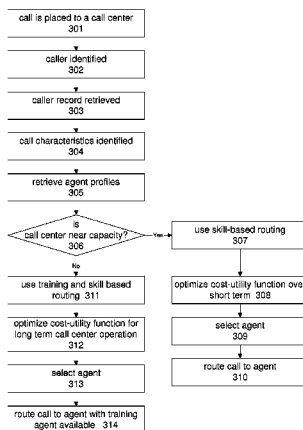 call is placed to a call center
301
caller identified
302
caller record retrieved
303
call characteristics identified
304
retrieve agent profiles
305
is
call center near capacity?
306
Yes
No
use skill-based routing
307
optimize cost-utility function over
short term 308
select agent
309
route call to agent
310
use training and skill based
routing 311
optimize cost-utility function for
long term call center operation
312
select agent
313
route call to agent with training
agent available 314